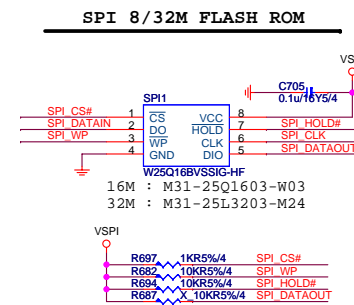 SPI 8/32M FLASH ROM
VS
C705
0.1u/16Y5/4
SPI1
SPI_CS# 1 CS VCC 8
SPI_DATAIN 2 DO HOLD 7 SPI_HOLD#
SPI_WP 3 WP CLK 6 SPI_CLK
4 GND DIO 5 SPI_DATAOUT
W25Q16BVSSIG-HF
16M : M31-25Q1603-W03
32M : M31-25L3203-M24
VSPI
R697 1KR5%/4 SPI_CS#
R682 10KR5%/4 SPI_WP
R694 10KR5%/4 SPI_HOLD#
R687 X_10KR5%/4 SPI_DATAOUT